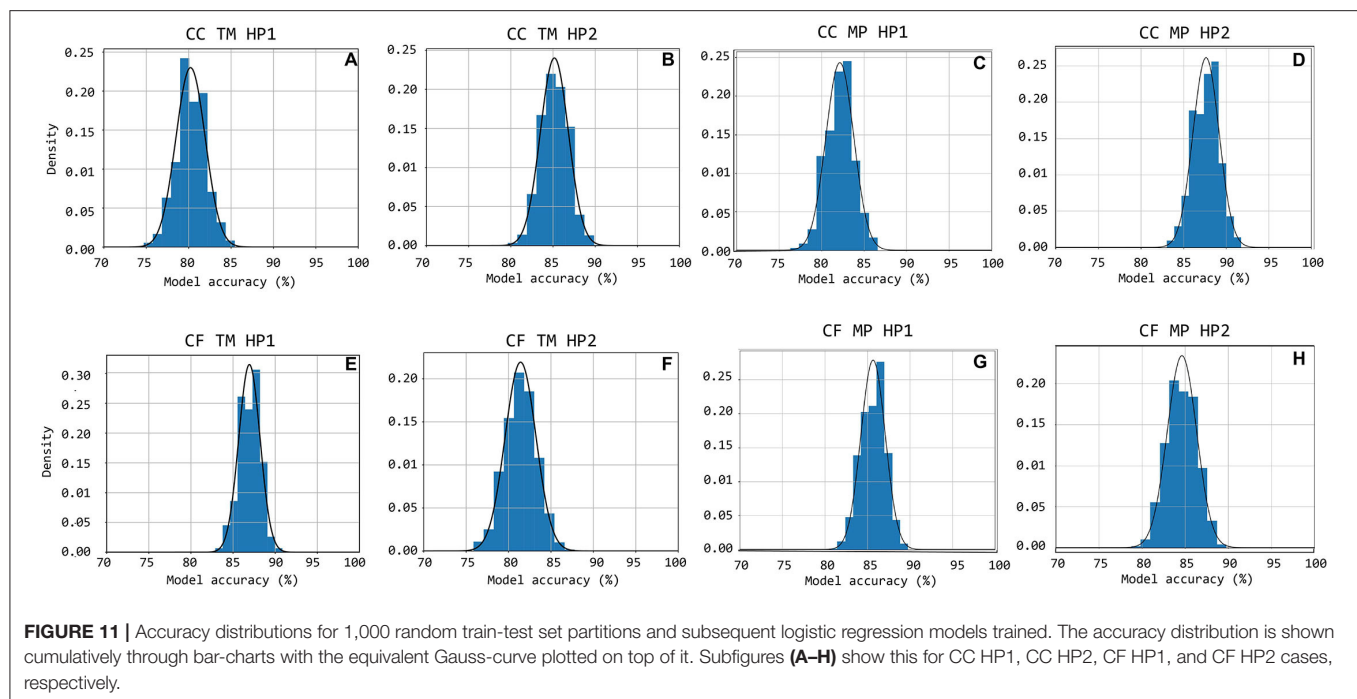 CC TM HP1
A
0.25
0.20
0.15
0.01
0.05
0.00
Density
70 75 80 85 90 95 100
Model accuracy (%)
CC TM HP2
B
0.25
0.20
0.15
0.01
0.05
0.00
70 75 80 85 90 95 100
Model accuracy (%)
CC MP HP1
C
0.25
0.20
0.15
0.01
0.05
0.00
70 75 80 85 90 95 100
Model accuracy (%)
CC MP HP2
D
0.25
0.20
0.15
0.01
0.05
0.00
70 75 80 85 90 95 100
Model accuracy (%)
CF TM HP1
E
0.30
0.25
0.20
0.15
0.01
0.05
0.00
Density
70 75 80 85 90 95 100
Model accuracy (%)
CF TM HP2
F
0.20
0.15
0.01
0.05
0.00
70 75 80 85 90 95 100
Model accuracy (%)
CF MP HP1
G
0.25
0.20
0.15
0.01
0.05
0.00
70 75 80 85 90 95 100
Model accuracy (%)
CF MP HP2
H
0.20
0.15
0.01
0.05
0.00
70 75 80 85 90 95 100
Model accuracy (%)
FIGURE 11 | Accuracy distributions for 1,000 random train-test set partitions and subsequent logistic regression models trained. The accuracy distribution is shown
cumulatively through bar-charts with the equivalent Gauss-curve plotted on top of it. Subfigures (A–H) show this for CC HP1, CC HP2, CF HP1, and CF HP2 cases,
respectively.